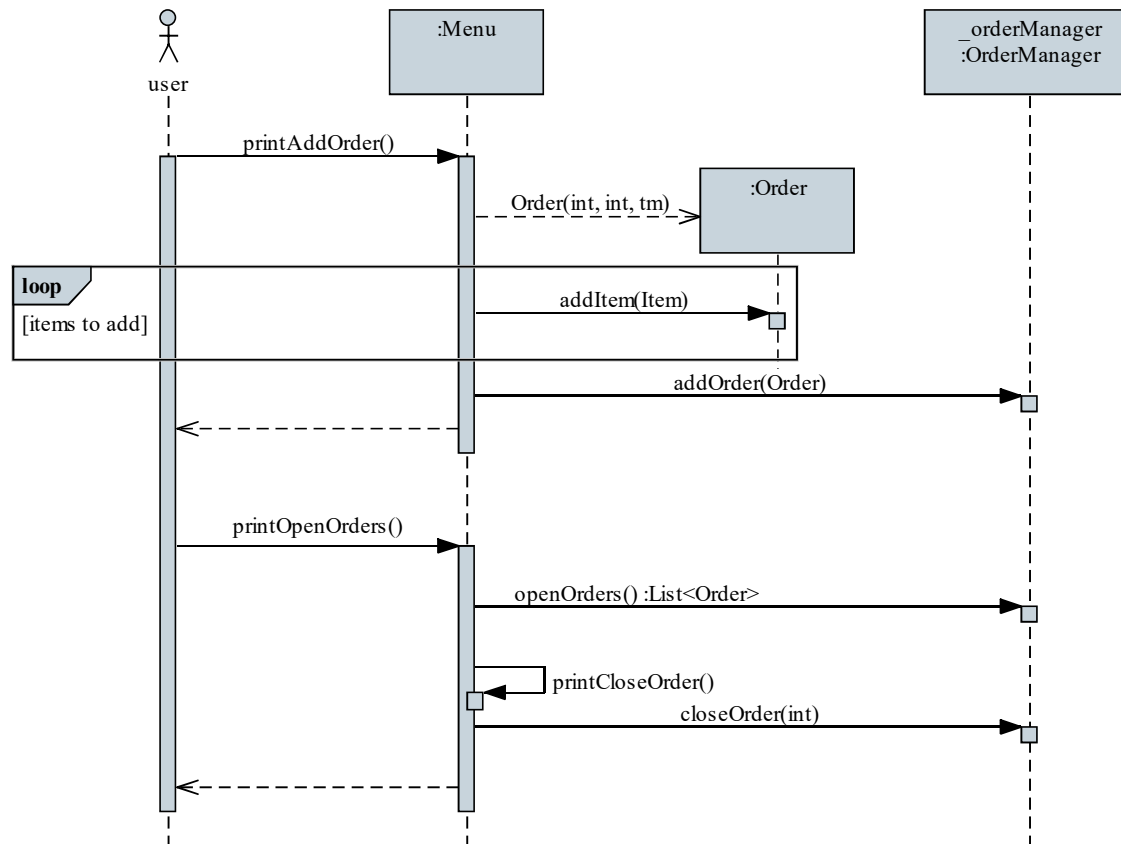 :Menu
_orderManager
:OrderManager
user
printAddOrder()
:Order
Order(int, int, tm)
loop
[items to add]
addItem(Item)
addOrder(Order)
printOpenOrders()
openOrders() :List<Order>
printCloseOrder()
closeOrder(int)